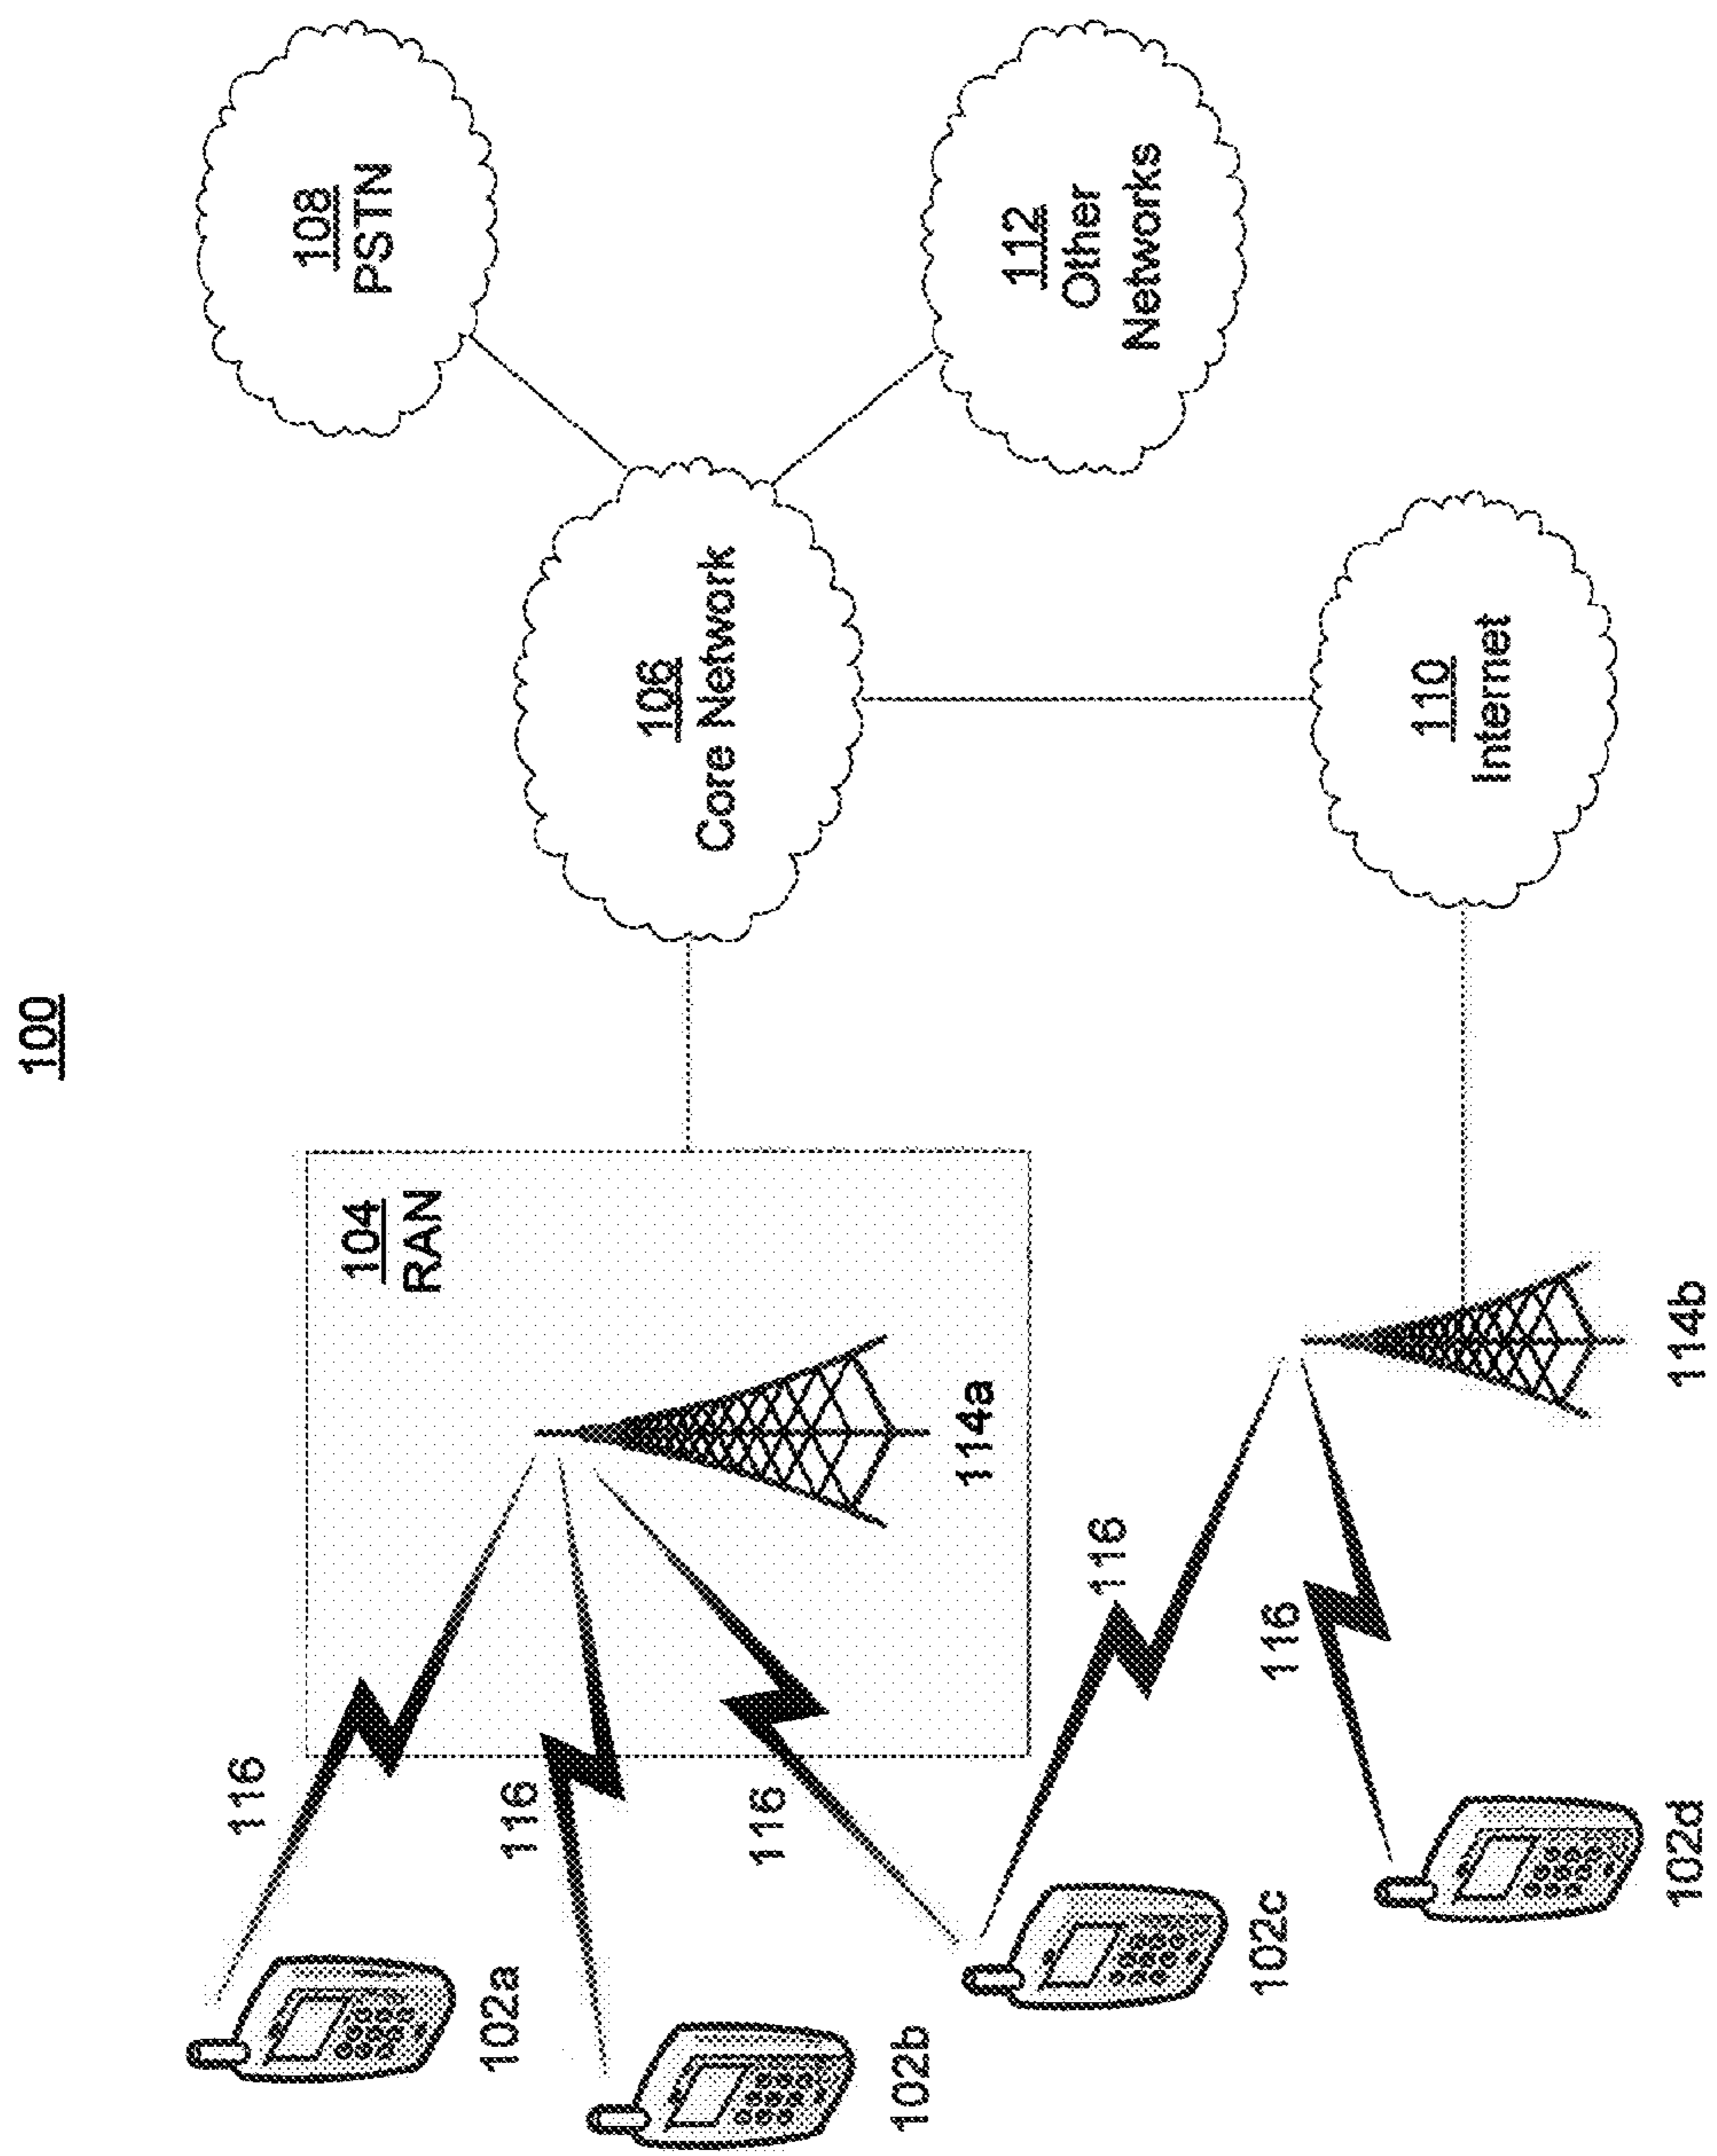 100
108
PSTN
106
Core Network
112
Other
Networks
104
RAN
110
Internet
114a
114b
116
116
116
116
116
102a
102b
102c
102d